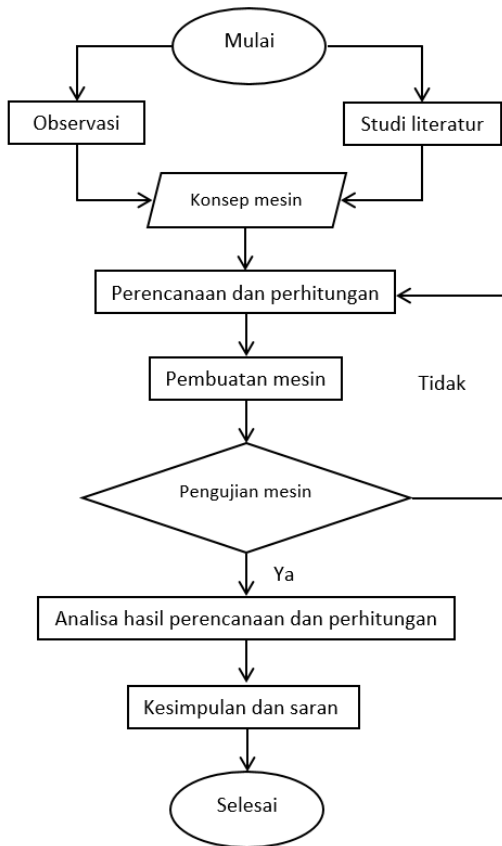 Mulai
Observasi
Studi literatur
Konsep mesin
Perencanaan dan perhitungan
Pembuatan mesin
Tidak
Pengujian mesin
Ya
Analisa hasil perencanaan dan perhitungan
Kesimpulan dan saran
Selesai